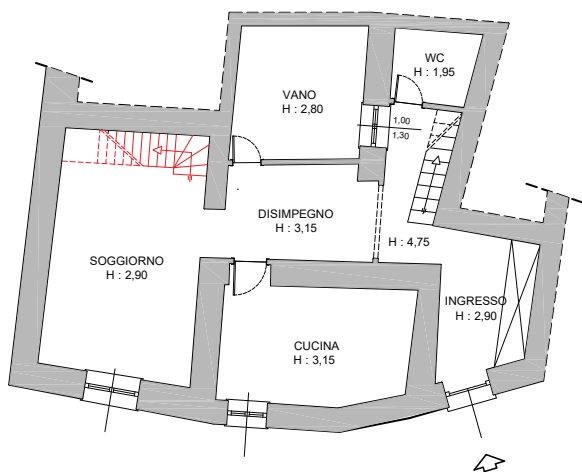 WC
H : 1,95
VANO
H : 2,80
1,00
1,30
DISIMPEGNO
H : 3,15
H : 4,75
SOGGIORNO
H : 2,90
INGRESSO
H : 2,90
CUCINA
H : 3,15